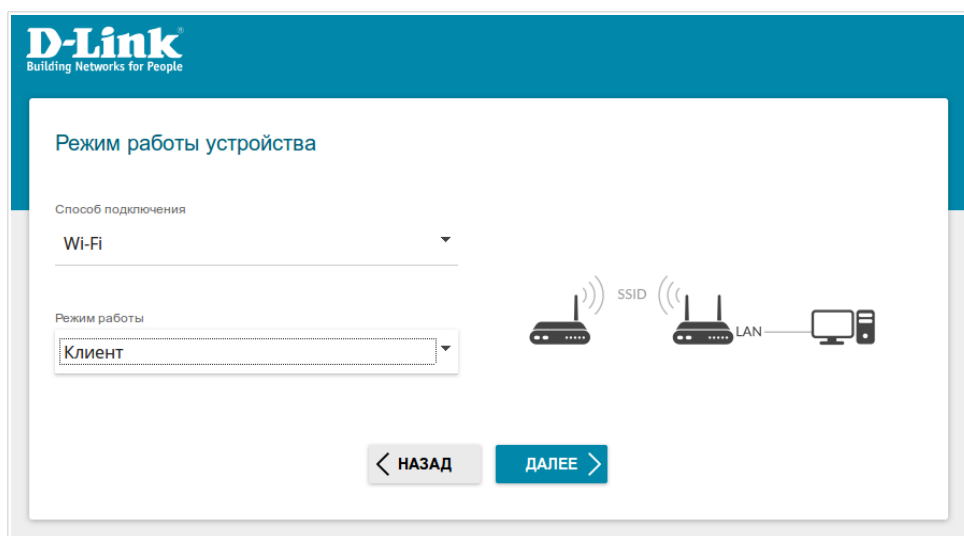 D-Link
Building Networks for People
Режим работы устройства
Способ подключения
Wi-Fi
Режим работы
Клиент
SSID
LAN
НАЗАД
ДАЛЕЕ